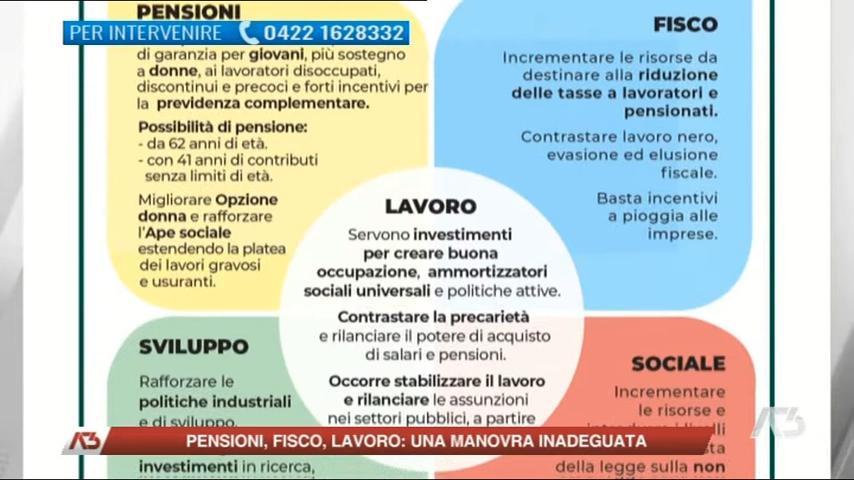 PENSIONI
PER INTERVENIRE 0422 1628332
di garanzia per giovani, più sostegno
a donne, ai lavoratori disoccupati,
discontinui e precoci e forti incentivi per
la previdenza complementare.
Possibilità di pensione:
- da 62 anni di età.
- con 41 anni di contributi
senza limiti di età.
Migliorare Opzione
donna e rafforzare
l'Ape sociale
estendendo la platea
dei lavori gravosi
e usuranti.
FISCO
Incrementare le risorse da
destinare alla riduzione
delle tasse a lavoratori e
pensionati.
Contrastare lavoro nero,
evasione ed elusione
fiscale.
Basta incentivi
a pioggia alle
imprese.
LAVORO
Servono investimenti
per creare buona
occupazione, ammortizzatori
sociali universali e politiche attive.
Contrastare la precarietà
e rilanciare il potere di acquisto
di salari e pensioni.
Occorre stabilizzare il lavoro
e rilanciare le assunzioni
nei settori pubblici, a partire
SVILUPPO
Rafforzare le
politiche industriali
e di sviluppo.
investimenti in ricerca,
SOCIALE
Incrementare
le risorse e
della legge sulla non
A3
PENSIONI, FISCO, LAVORO: UNA MANOVRA INADEGUATA
A3